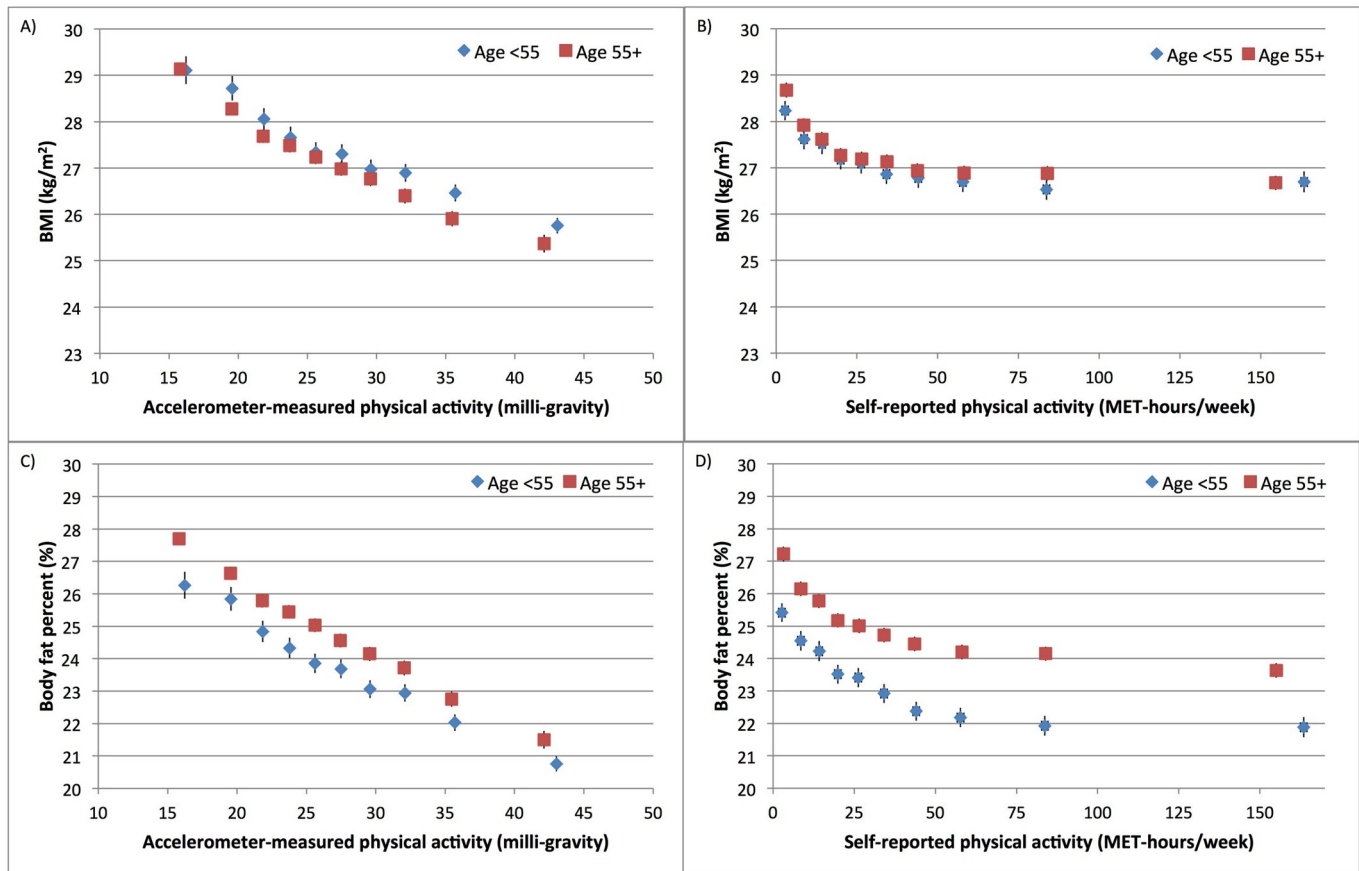 A)
Age <55 Age 55+
BMI (kg/m²)
30
29
28
27
26
25
24
23
10 15 20 25 30 35 40 45 50
Accelerometer-measured physical activity (milli-gravity)
B)
Age <55 Age 55+
BMI (kg/m²)
30
29
28
27
26
25
24
23
0 25 50 75 100 125 150
Self-reported physical activity (MET-hours/week)
C)
Age <55 Age 55+
Body fat percent (%)
30
29
28
27
26
25
24
23
22
21
20
10 15 20 25 30 35 40 45 50
Accelerometer-measured physical activity (milli-gravity)
D)
Age <55 Age 55+
Body fat percent (%)
30
29
28
27
26
25
24
23
22
21
20
0 25 50 75 100 125 150
Self-reported physical activity (MET-hours/week)